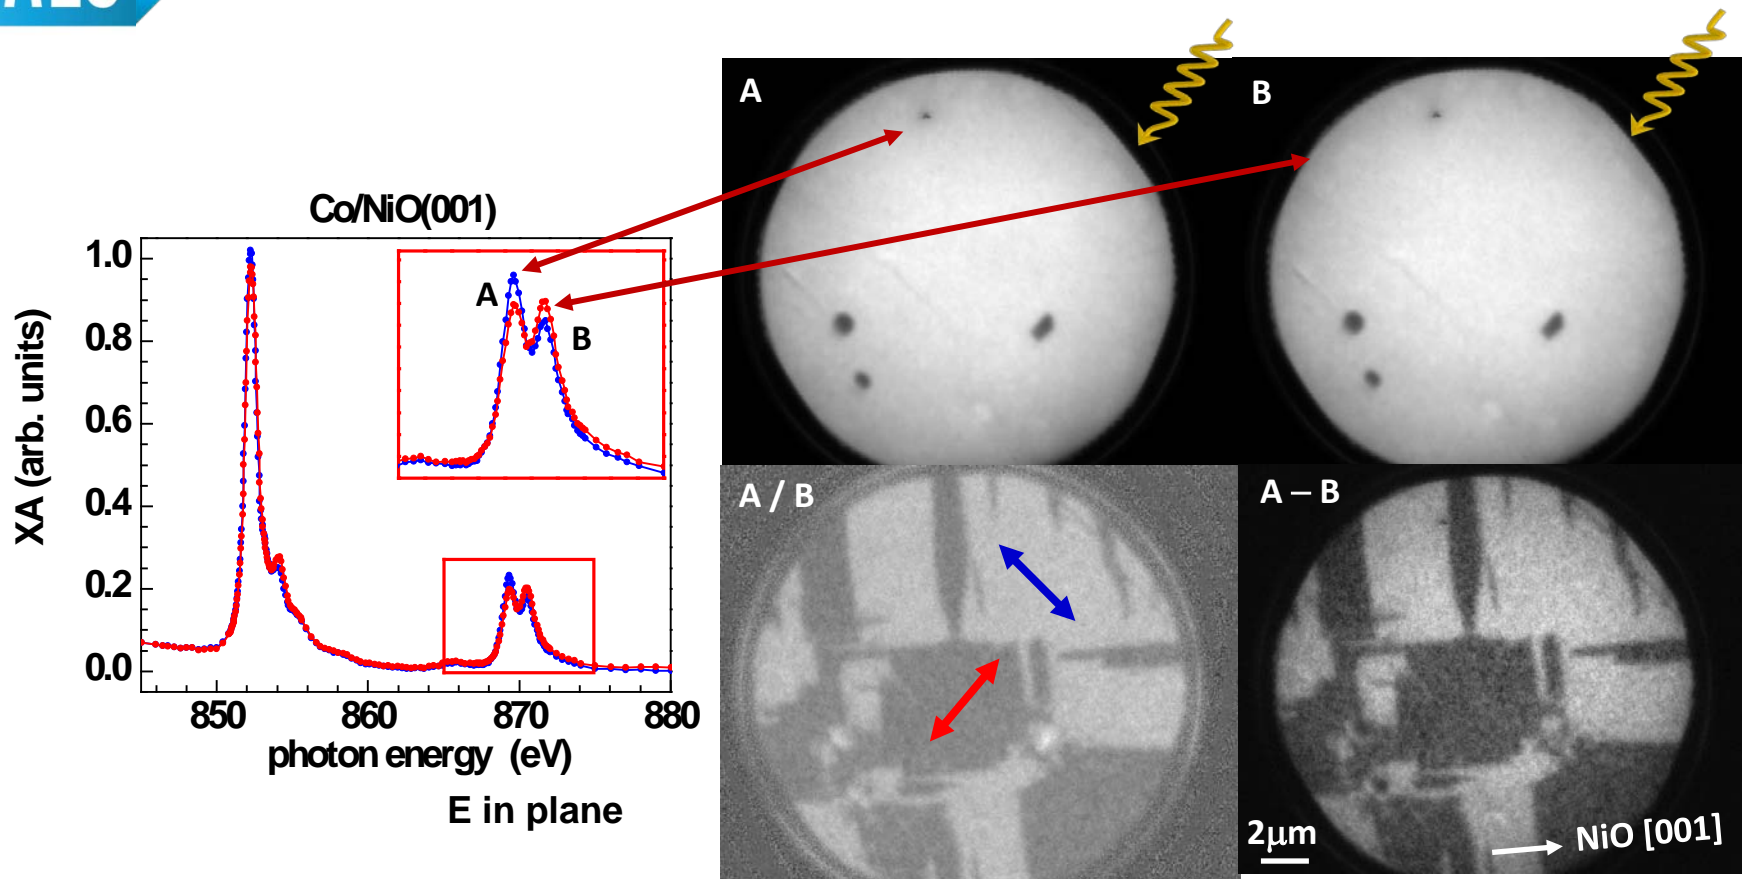 ALS
Co/NiO(001)
XA (arb. units)
1.0
0.8
0.6
0.4
0.2
0.0
850
860
870
880
photon energy (eV)
E in plane
A
B
A
B
A / B
A – B
2μm
NiO [001]